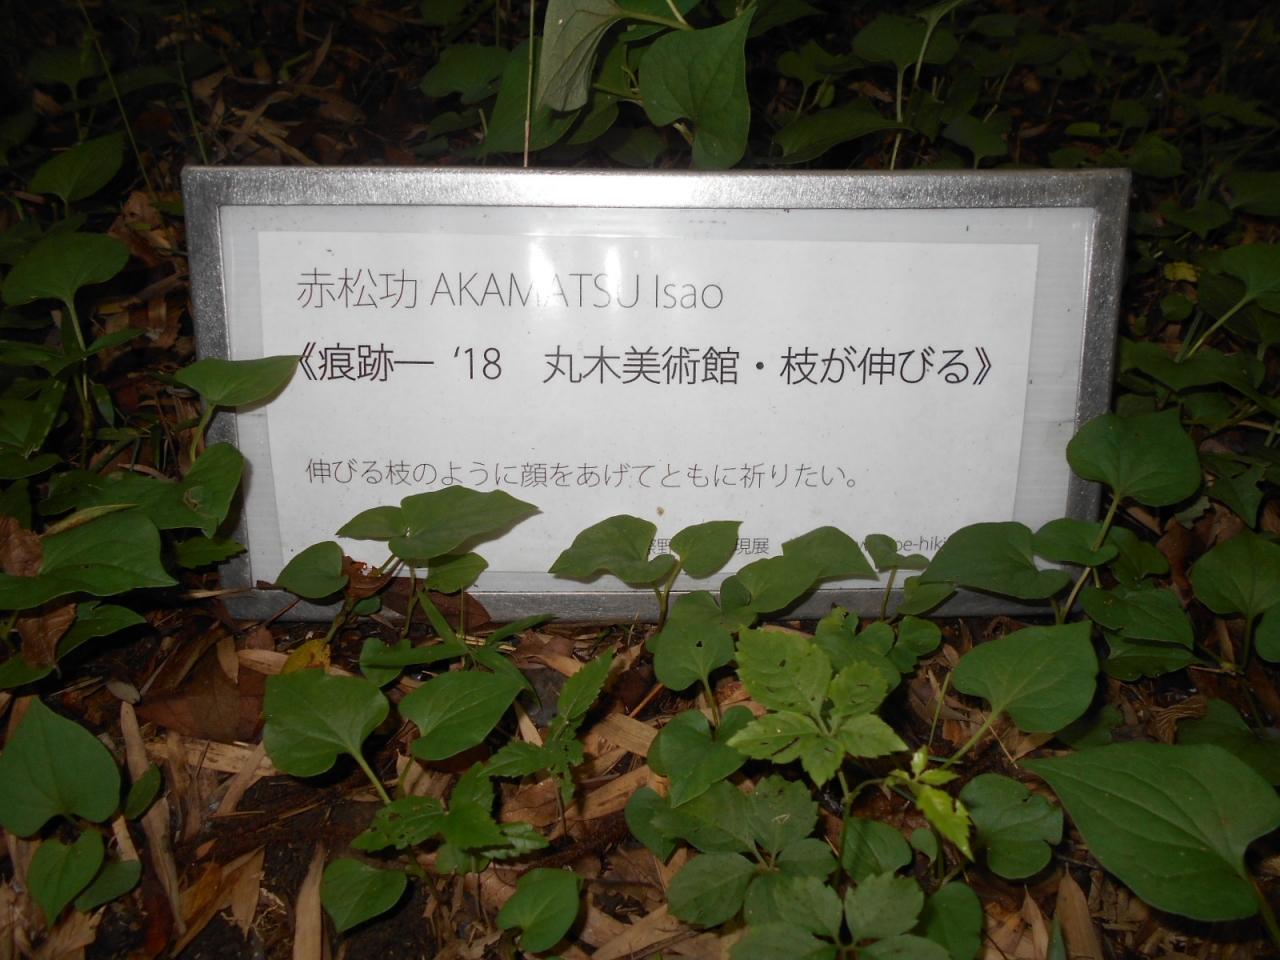 赤松功 AKAMATSU Isao
《痕跡— ‘18　丸木美術館・枝が伸びる》
伸びる枝のように顔をあげてともに祈りたい。
現展